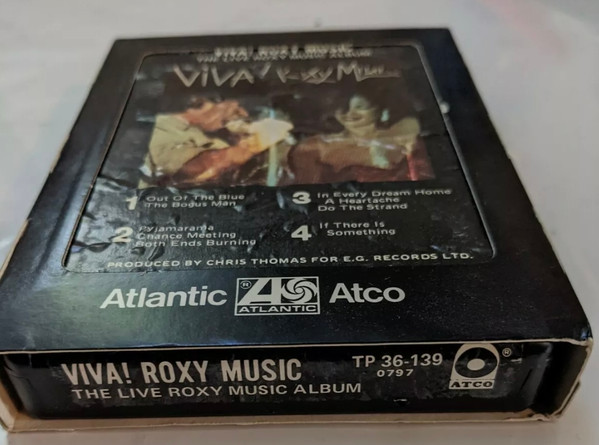 VIVA! ROXY MUSIC
THE LIVE ROXY MUSIC ALBUM
ViVA! Roxy Music
1 Out Of The Blue
The Bogus Man
2 Pyjamarama
Chance Meeting
Both Ends Burning
3 In Every Dream Home
A Heartache
Do The Strand
4 If There Is
Something
PRODUCED BY CHRIS THOMAS FOR E.G. RECORDS LTD.
Atlantic ® ATLANTIC Atco
VIVA! ROXY MUSIC
THE LIVE ROXY MUSIC ALBUM
TP 36-139
0797
ATCO ®